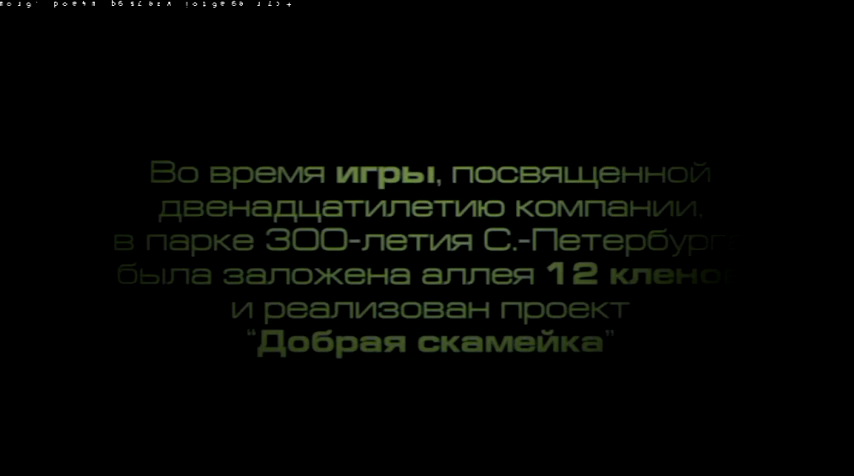 Во время игры, посвященной
двенадцатилетию компании,
в парке 300-летия С.-Петербурга
была заложена аллея 12 кленов
и реализован проект
“Добрая скамейка”